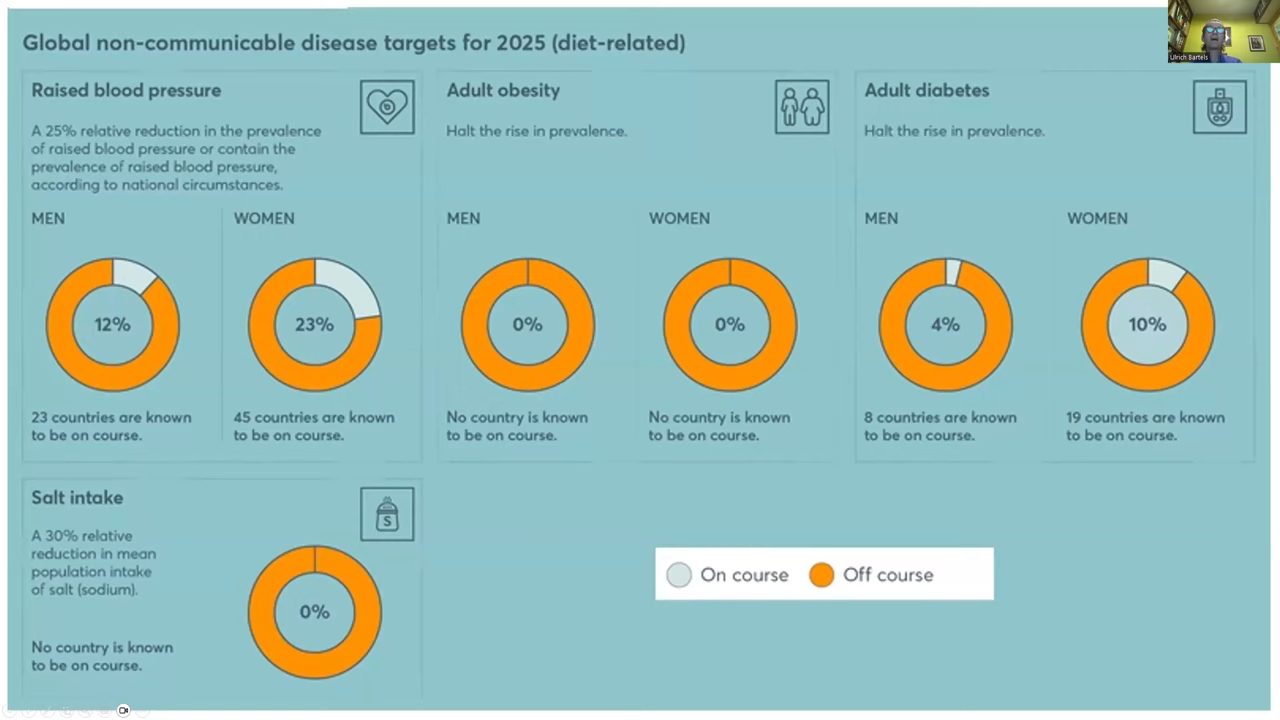 Global non-communicable disease targets for 2025 (diet-related)
Ulrich Bartels
Raised blood pressure
A 25% relative reduction in the prevalence
of raised blood pressure or contain the
prevalence of raised blood pressure,
according to national circumstances.
MEN
WOMEN
12%
23%
23 countries are known
to be on course.
45 countries are known
to be on course.
Adult obesity
Halt the rise in prevalence.
MEN
WOMEN
0%
0%
No country is known
to be on course.
No country is known
to be on course.
Adult diabetes
Halt the rise in prevalence.
MEN
WOMEN
4%
10%
8 countries are known
to be on course.
19 countries are known
to be on course.
Salt intake
A 30% relative
reduction in mean
population intake
of salt (sodium).
S
0%
No country is known
to be on course.
On course
Off course